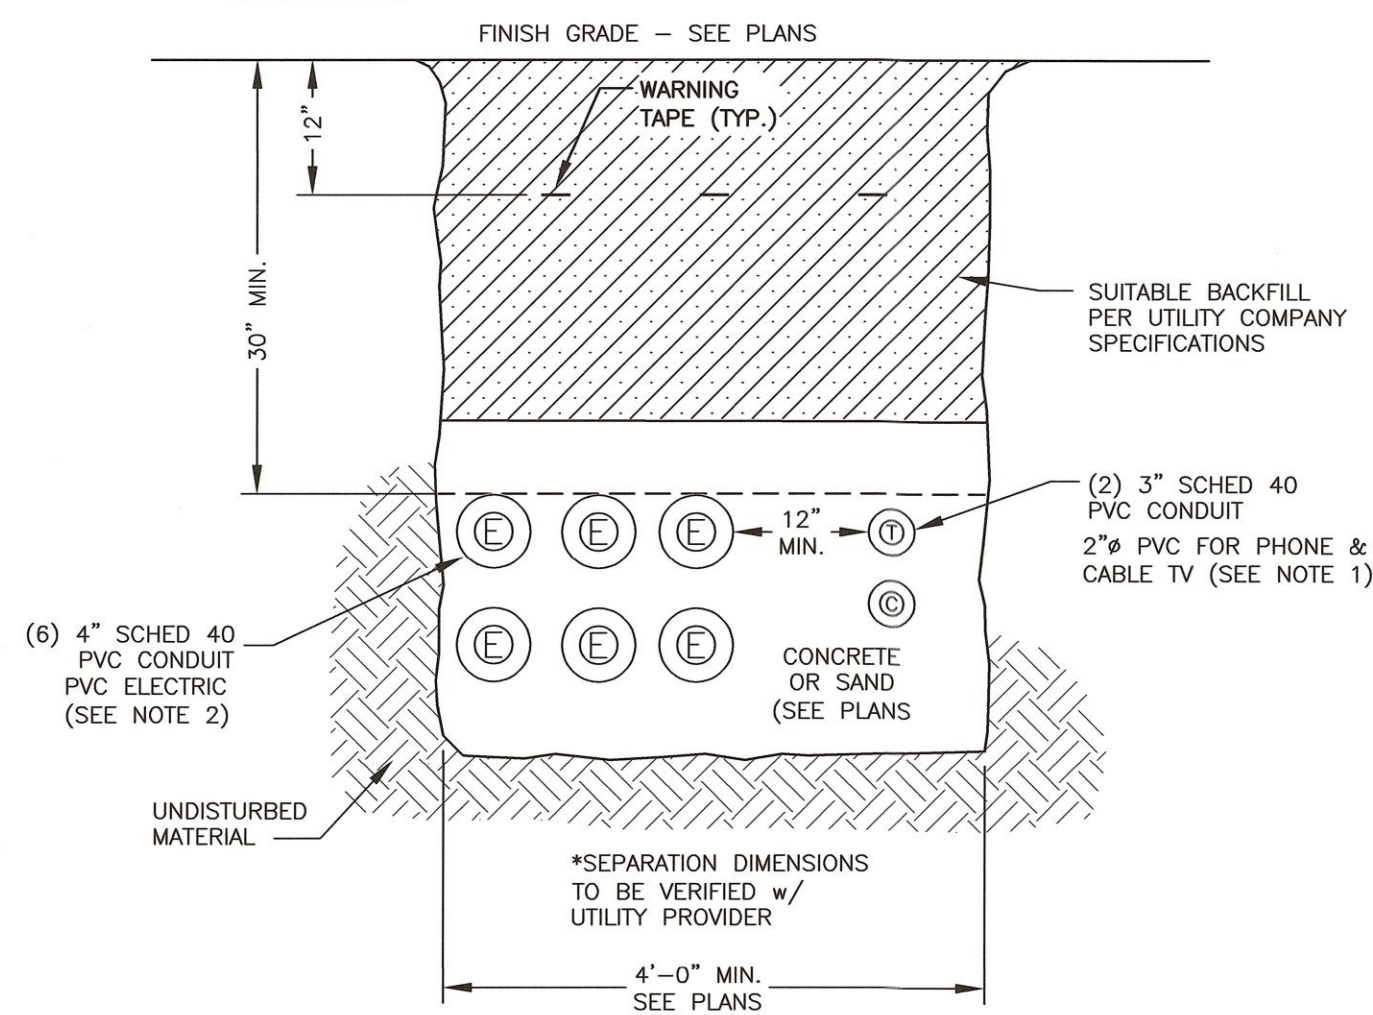 FINISH GRADE – SEE PLANS
WARNING
TAPE (TYP.)
12"
30" MIN.
SUITABLE BACKFILL
PER UTILITY COMPANY
SPECIFICATIONS
(2) 3" SCHED 40
PVC CONDUIT
2"ø PVC FOR PHONE &
CABLE TV (SEE NOTE 1)
E E E
12"
MIN.
T
C
E E E
(6) 4" SCHED 40
PVC CONDUIT
PVC ELECTRIC
(SEE NOTE 2)
CONCRETE
OR SAND
(SEE PLANS
UNDISTURBED
MATERIAL
*SEPARATION DIMENSIONS
TO BE VERIFIED w/
UTILITY PROVIDER
4'–0" MIN.
SEE PLANS